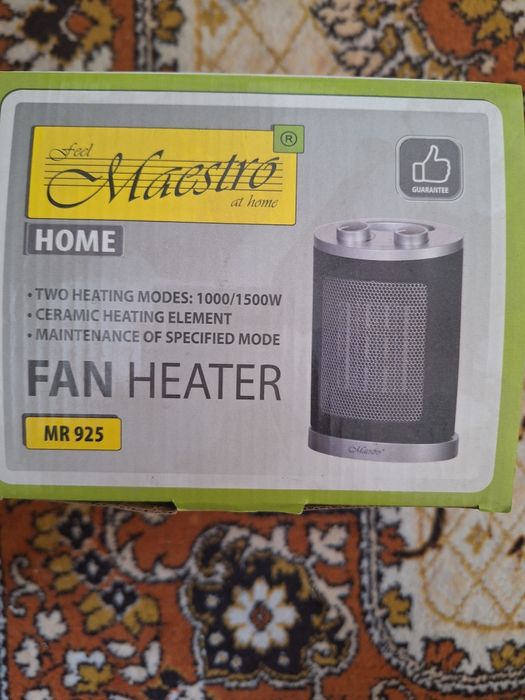 Feel
Maestro ®
at home
GUARANTEE
HOME
• TWO HEATING MODES: 1000/1500W
• CERAMIC HEATING ELEMENT
• MAINTENANCE OF SPECIFIED MODE
FAN HEATER
MR 925
Maestro®